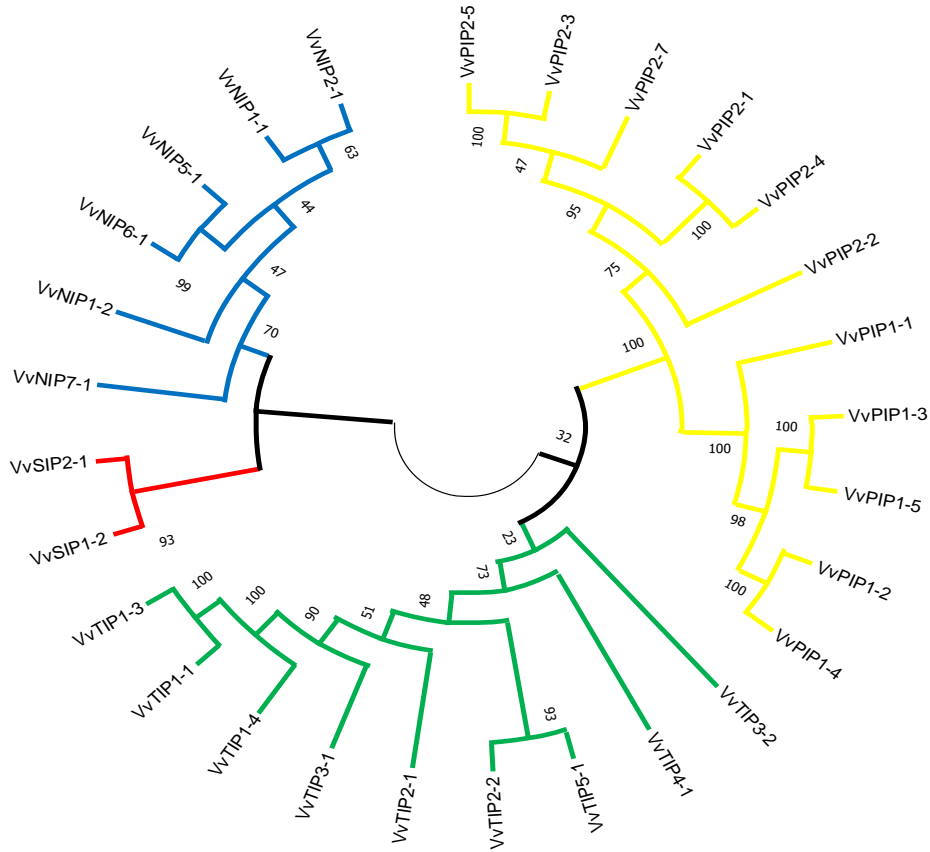 VvPIP2-5
VvPIP2-3
VvPIP2-7
VvPIP2-1
VvPIP2-4
VvPIP2-2
VvPIP1-1
VvPIP1-3
VvPIP1-5
VvPIP1-2
VvPIP1-4
VvTIP3-2
VvTIP4-1
VvTIP5-1
VvTIP2-2
VvTIP2-1
VvTIP3-1
VvTIP1-4
VvTIP1-1
VvTIP1-3
VvSIP1-2
VvSIP2-1
VvNIP7-1
VvNIP1-2
VvNIP6-1
VvNIP5-1
VvNIP1-1
VvNIP2-1
100
47
95
100
75
100
100
100
98
100
32
23
73
93
48
51
90
100
100
93
70
47
99
44
63